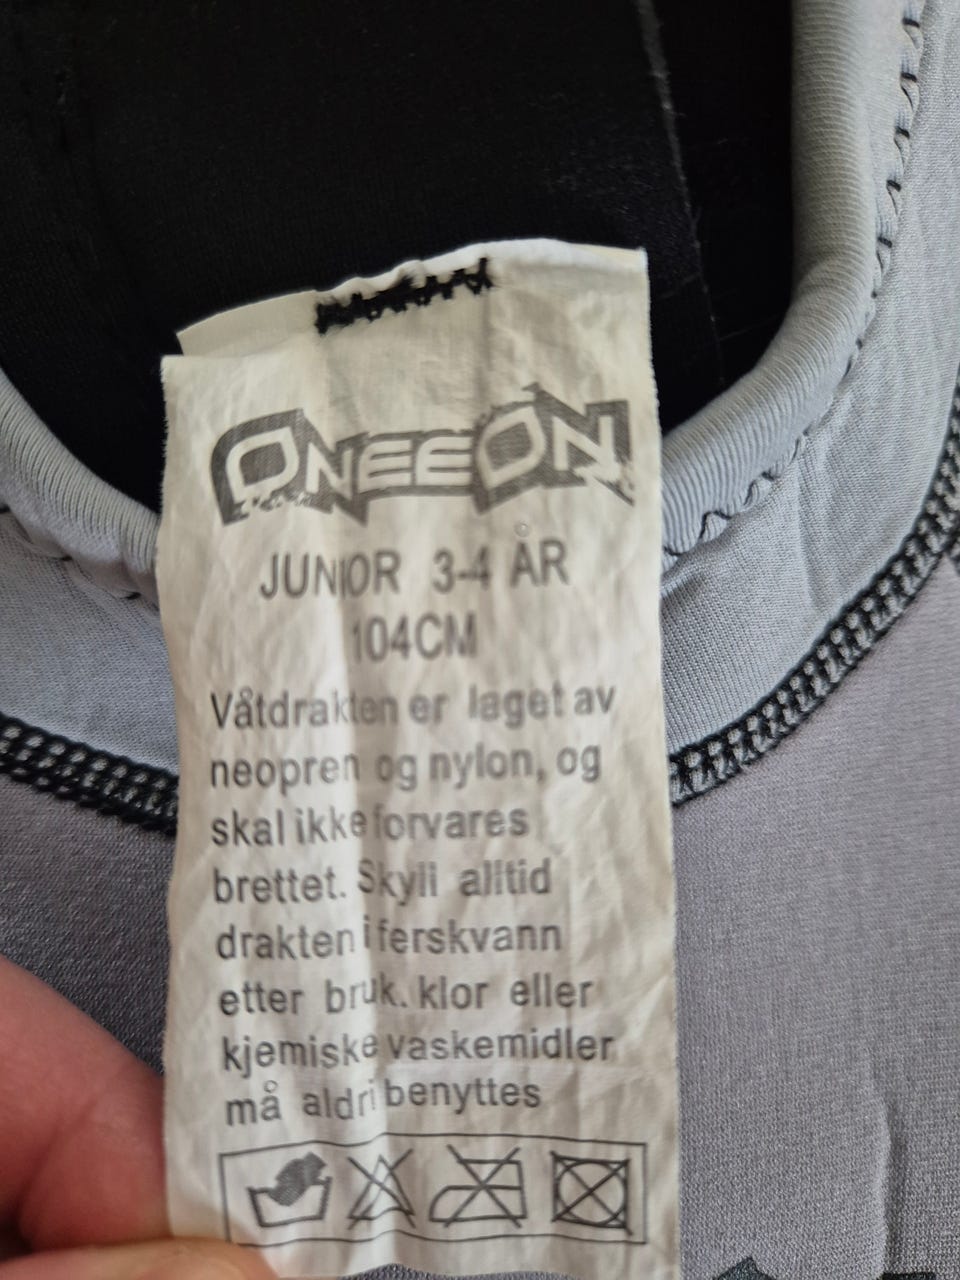 ONEEON
JUNIOR 3-4 ÅR
104CM
Våtdrakten er laget av
neopren og nylon, og
skal ikke forvares
brettet. Skyll alltid
drakten i ferskvann
etter bruk. klor eller
kjemiske vaskemidler
må aldri benyttes